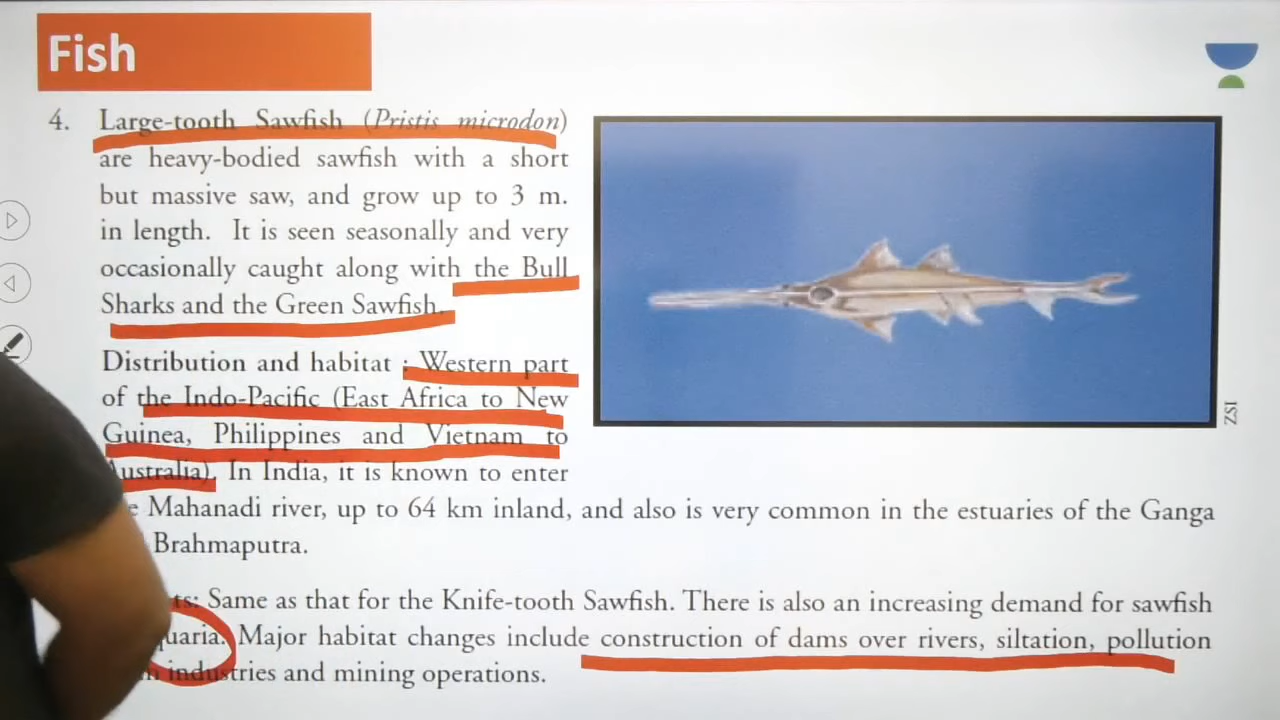 Fish
4. Large-tooth Sawfish (Pristis microdon)
are heavy-bodied sawfish with a short
but massive saw, and grow up to 3 m.
in length. It is seen seasonally and very
occasionally caught along with the Bull
Sharks and the Green Sawfish.
Distribution and habitat : Western part
of the Indo-Pacific (East Africa to New
Guinea, Philippines and Vietnam to
Australia). In India, it is known to enter
Mahanadi river, up to 64 km inland, and also is very common in the estuaries of the Ganga
Brahmaputra.
Same as that for the Knife-tooth Sawfish. There is also an increasing demand for sawfish
Major habitat changes include construction of dams over rivers, siltation, pollution
industries and mining operations.
ZSI